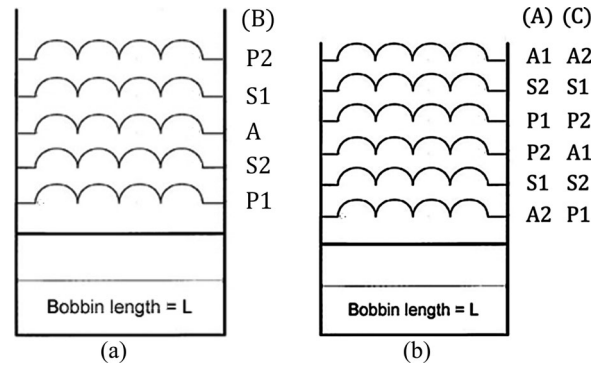 (B)
P2
S1
A
S2
P1
Bobbin length = L
(a)
(A) (C)
A1 A2
S2 S1
P1 P2
P2 A1
S1 S2
A2 P1
Bobbin length = L
(b)